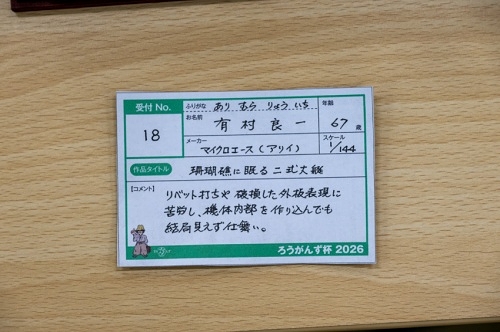 受付 No.
18
ふりがな あり むら りょう いち
お名前 有村良一
年齢 67 歳
メーカー マイクロエース(アリイ)
スケール 1/144
作品タイトル 珊瑚礁に眠る二式大艇
【コメント】
リベット打ちや破損した外板表現に
苦労し、機体内部を作り込んでも
結局見えず仕舞い。
ろうがんず杯 2026